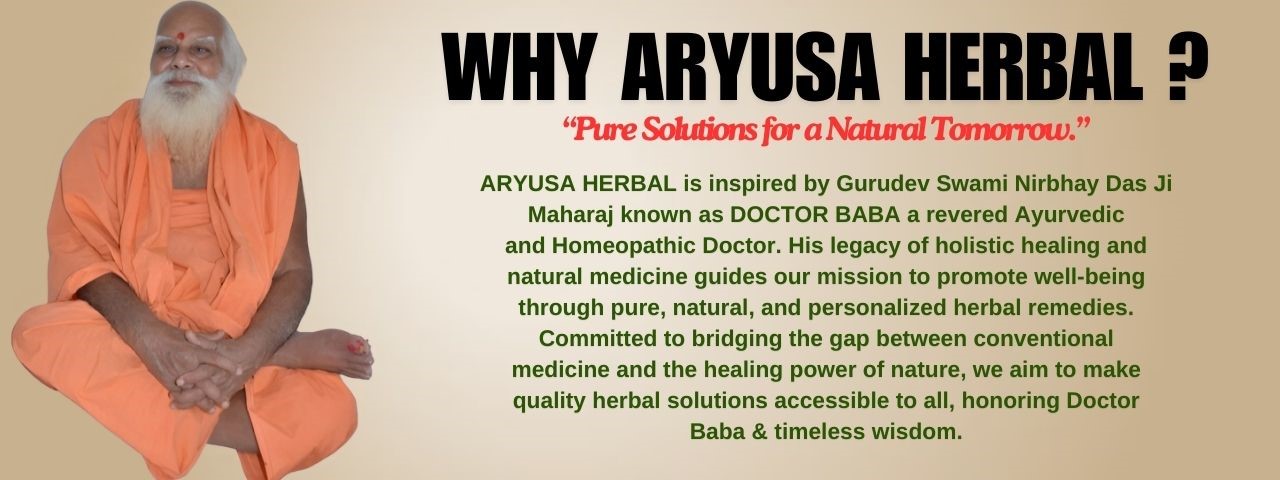 WHY ARYUSA HERBAL ?
“Pure Solutions for a Natural Tomorrow.”
ARYUSA HERBAL is inspired by Gurudev Swami Nirbhay Das Ji
Maharaj known as DOCTOR BABA a revered Ayurvedic
and Homeopathic Doctor. His legacy of holistic healing and
natural medicine guides our mission to promote well-being
through pure, natural, and personalized herbal remedies.
Committed to bridging the gap between conventional
medicine and the healing power of nature, we aim to make
quality herbal solutions accessible to all, honoring Doctor
Baba & timeless wisdom.